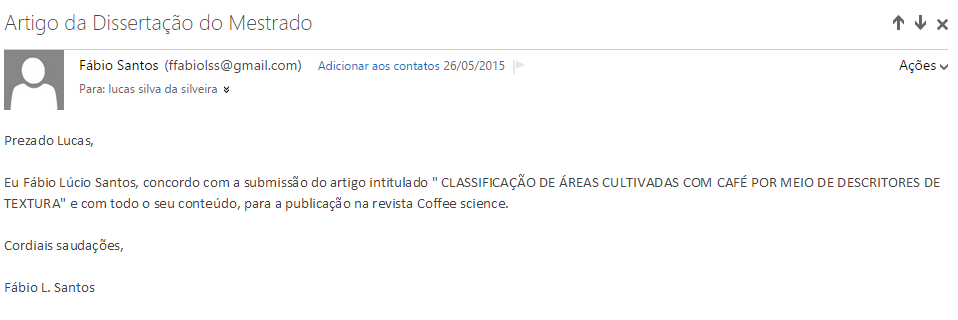 Artigo da Dissertação do Mestrado
Fábio Santos (ffabiolss@gmail.com) Adicionar aos contatos 26/05/2015
Ações
Para: lucas silva da silveira
Prezado Lucas,
Eu Fábio Lúcio Santos, concordo com a submissão do artigo intitulado " CLASSIFICAÇÃO DE ÁREAS CULTIVADAS COM CAFÉ POR MEIO DE DESCRITORES DE
TEXTURA" e com todo o seu conteúdo, para a publicação na revista Coffee science.
Cordiais saudações,
Fábio L. Santos